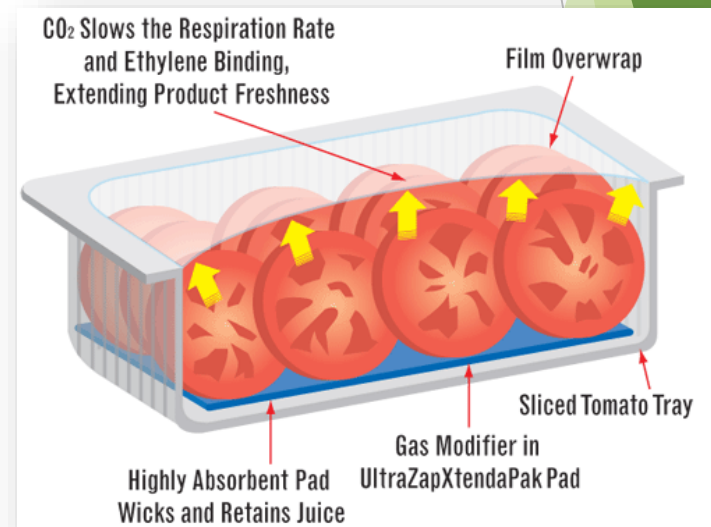 CO₂ Slows the Respiration Rate
and Ethylene Binding,
Extending Product Freshness
Film Overwrap
Sliced Tomato Tray
Gas Modifier in
UltraZapXtendaPak Pad
Highly Absorbent Pad
Wicks and Retains Juice